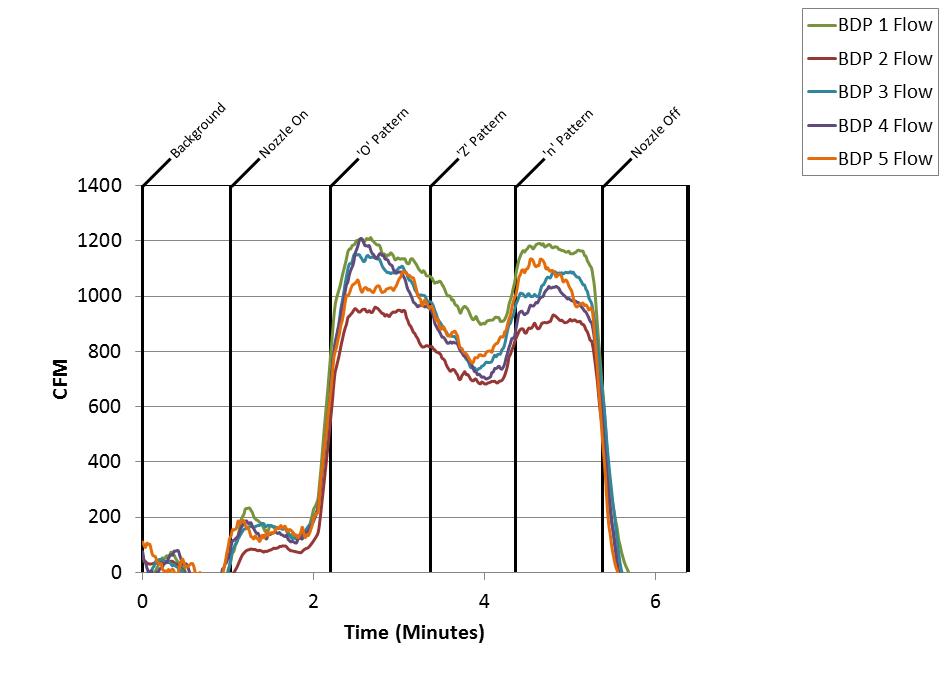 BDP 1 Flow
BDP 2 Flow
BDP 3 Flow
BDP 4 Flow
BDP 5 Flow
Background
Nozzle On
'O' Pattern
'Z' Pattern
'n' Pattern
Nozzle Off
1400
1200
1000
800
600
400
200
0
CFM
0 2 4 6
Time (Minutes)